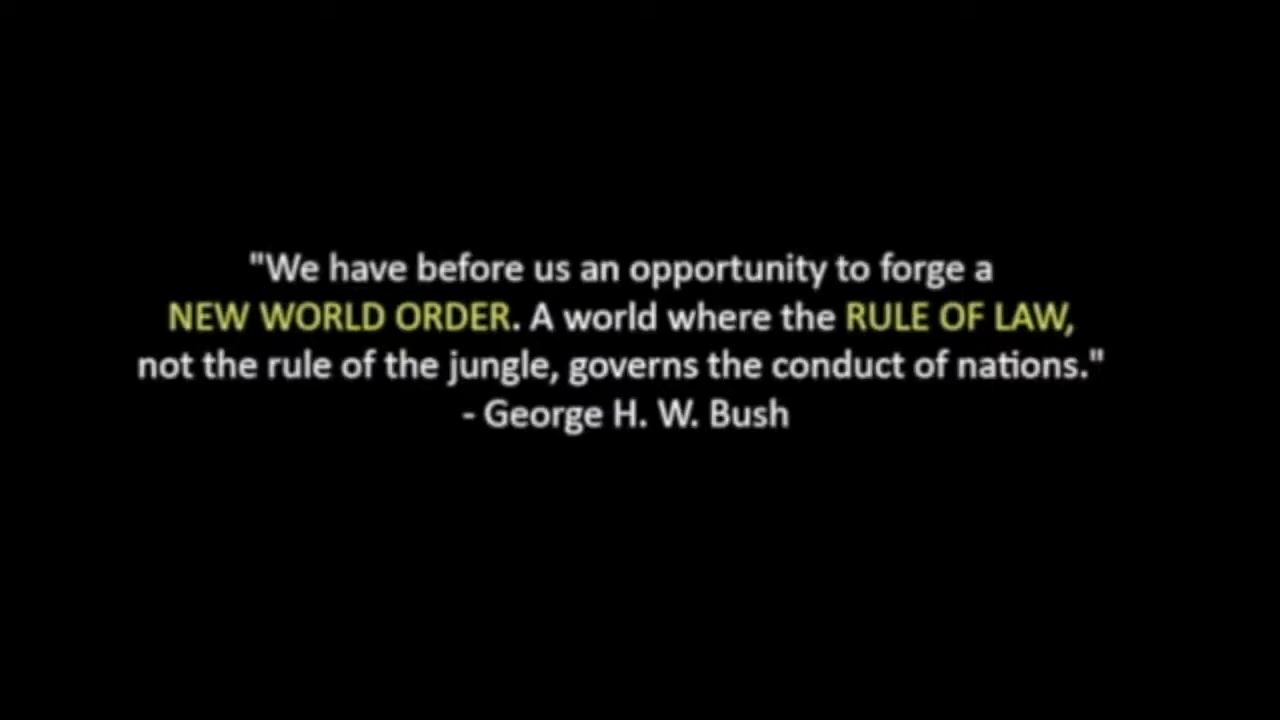 "We have before us an opportunity to forge a
NEW WORLD ORDER. A world where the RULE OF LAW,
not the rule of the jungle, governs the conduct of nations."
- George H. W. Bush